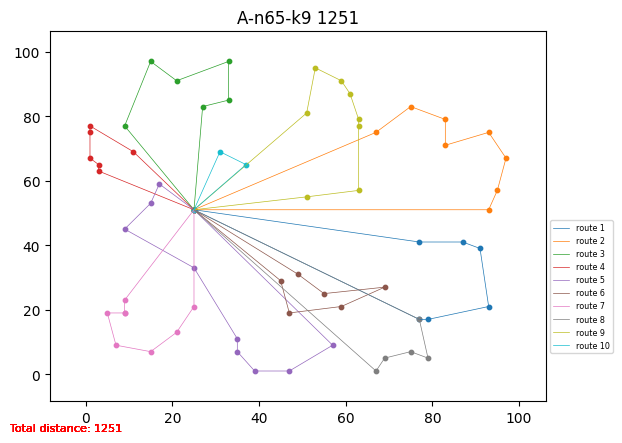 A-n65-k9 1251
100
80
60
40
20
0
0 20 40 60 80 100
route 1
route 2
route 3
route 4
route 5
route 6
route 7
route 8
route 9
route 10
Total distance: 1251